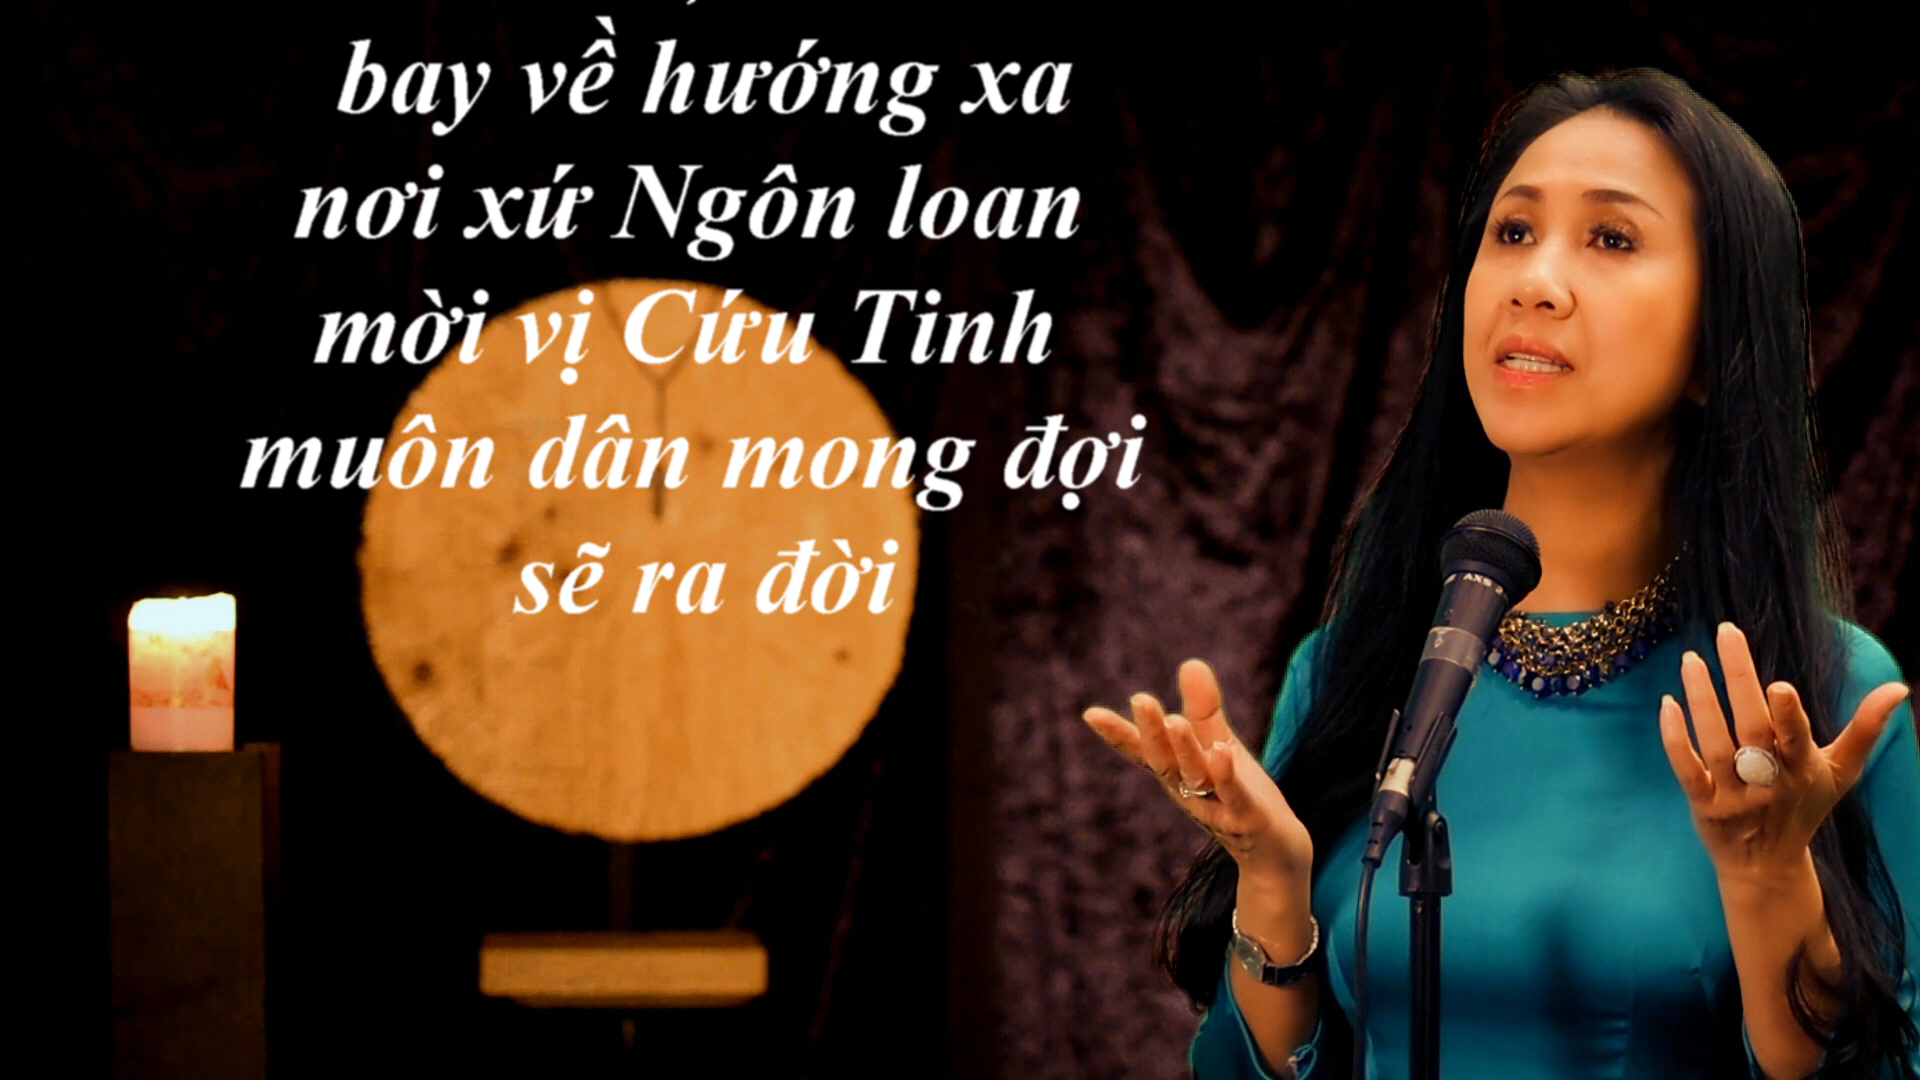 bay về hướng xa
nơi xứ Ngôn loan
mời vị Cứu Tinh
muôn dân mong đợi
sẽ ra đời
AXS